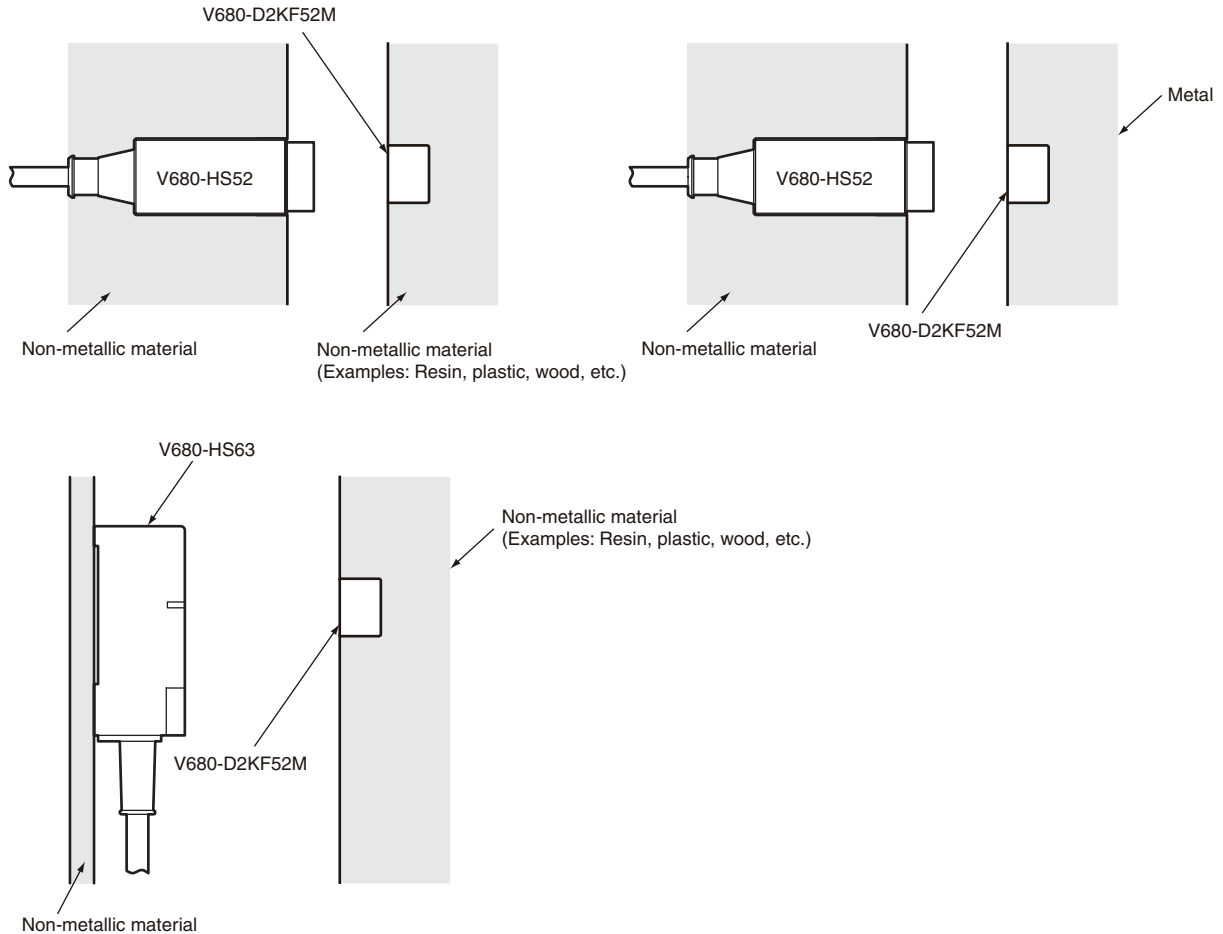 V680-D2KF52M
V680-HS52
Non-metallic material
Non-metallic material
(Examples: Resin, plastic, wood, etc.)
Metal
V680-HS52
V680-D2KF52M
Non-metallic material
V680-HS63
Non-metallic material
(Examples: Resin, plastic, wood, etc.)
V680-D2KF52M
Non-metallic material